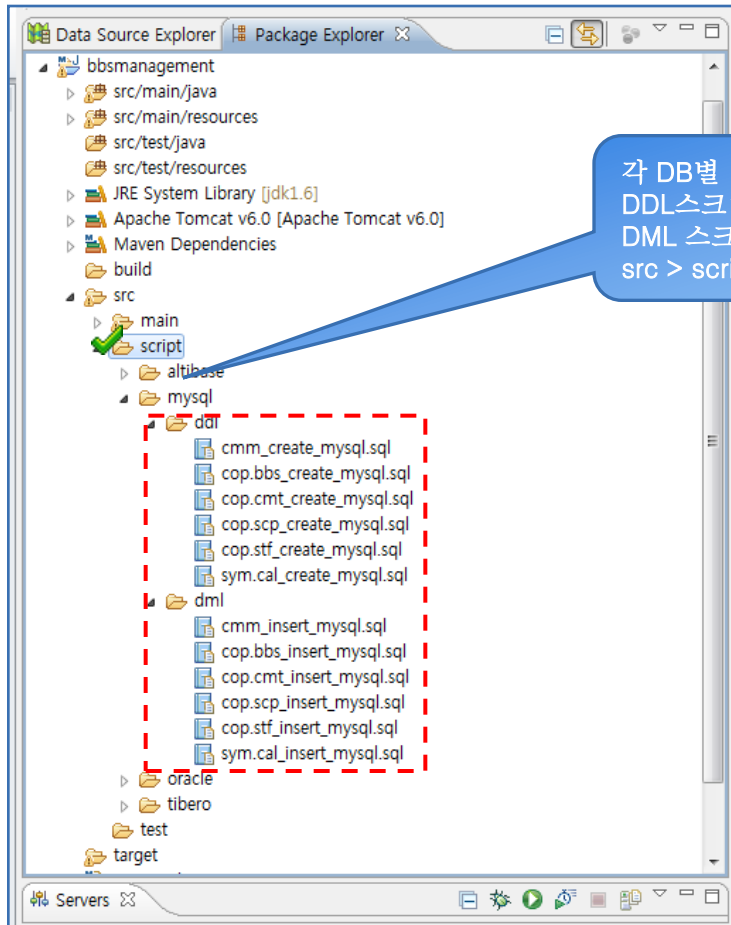 Data Source Explorer Package Explorer
bbsmanagement
src/main/java
src/main/resources
src/test/java
src/test/resources
JRE System Library [jdk1.6]
Apache Tomcat v6.0 [Apache Tomcat v6.0]
Maven Dependencies
build
src
main
script
altibase
mysql
ddl
cmm_create_mysql.sql
cop.bbs_create_mysql.sql
cop.cmt_create_mysql.sql
cop.scp_create_mysql.sql
cop.stf_create_mysql.sql
sym.cal_create_mysql.sql
dml
cmm_insert_mysql.sql
cop.bbs_insert_mysql.sql
cop.cmt_insert_mysql.sql
cop.scp_insert_mysql.sql
cop.stf_insert_mysql.sql
sym.cal_insert_mysql.sql
oracle
tibero
test
target
각 DB별
DDL스크
DML 스크
src > scri
Servers